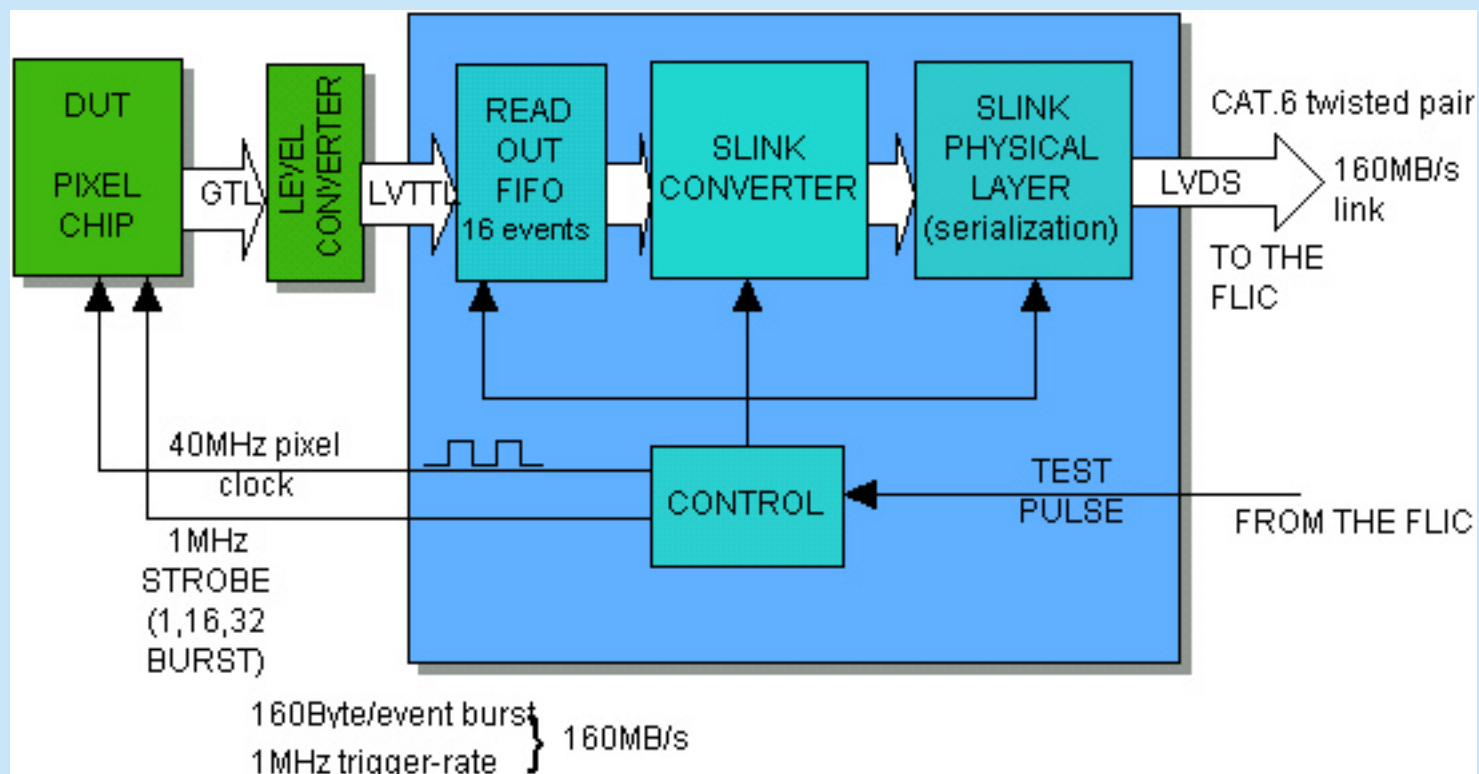 DUT
PIXEL
CHIP
GTL
LEVEL
CONVERTER
LVTTL
READ
OUT
FIFO
16 events
SLINK
CONVERTER
SLINK
PHYSICAL
LAYER
(serialization)
LVDS
CAT.6 twisted pair
160MB/s
link
TO THE
FLIC
40MHz pixel
clock
1MHz
STROBE
(1,16,32
BURST)
CONTROL
TEST
PULSE
FROM THE FLIC
160Byte/event burst
1MHz trigger-rate
} 160MB/s